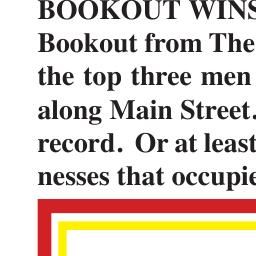 BOOKOUT WINS
Bookout from The
the top three men
along Main Street.
record. Or at least
nesses that occupie